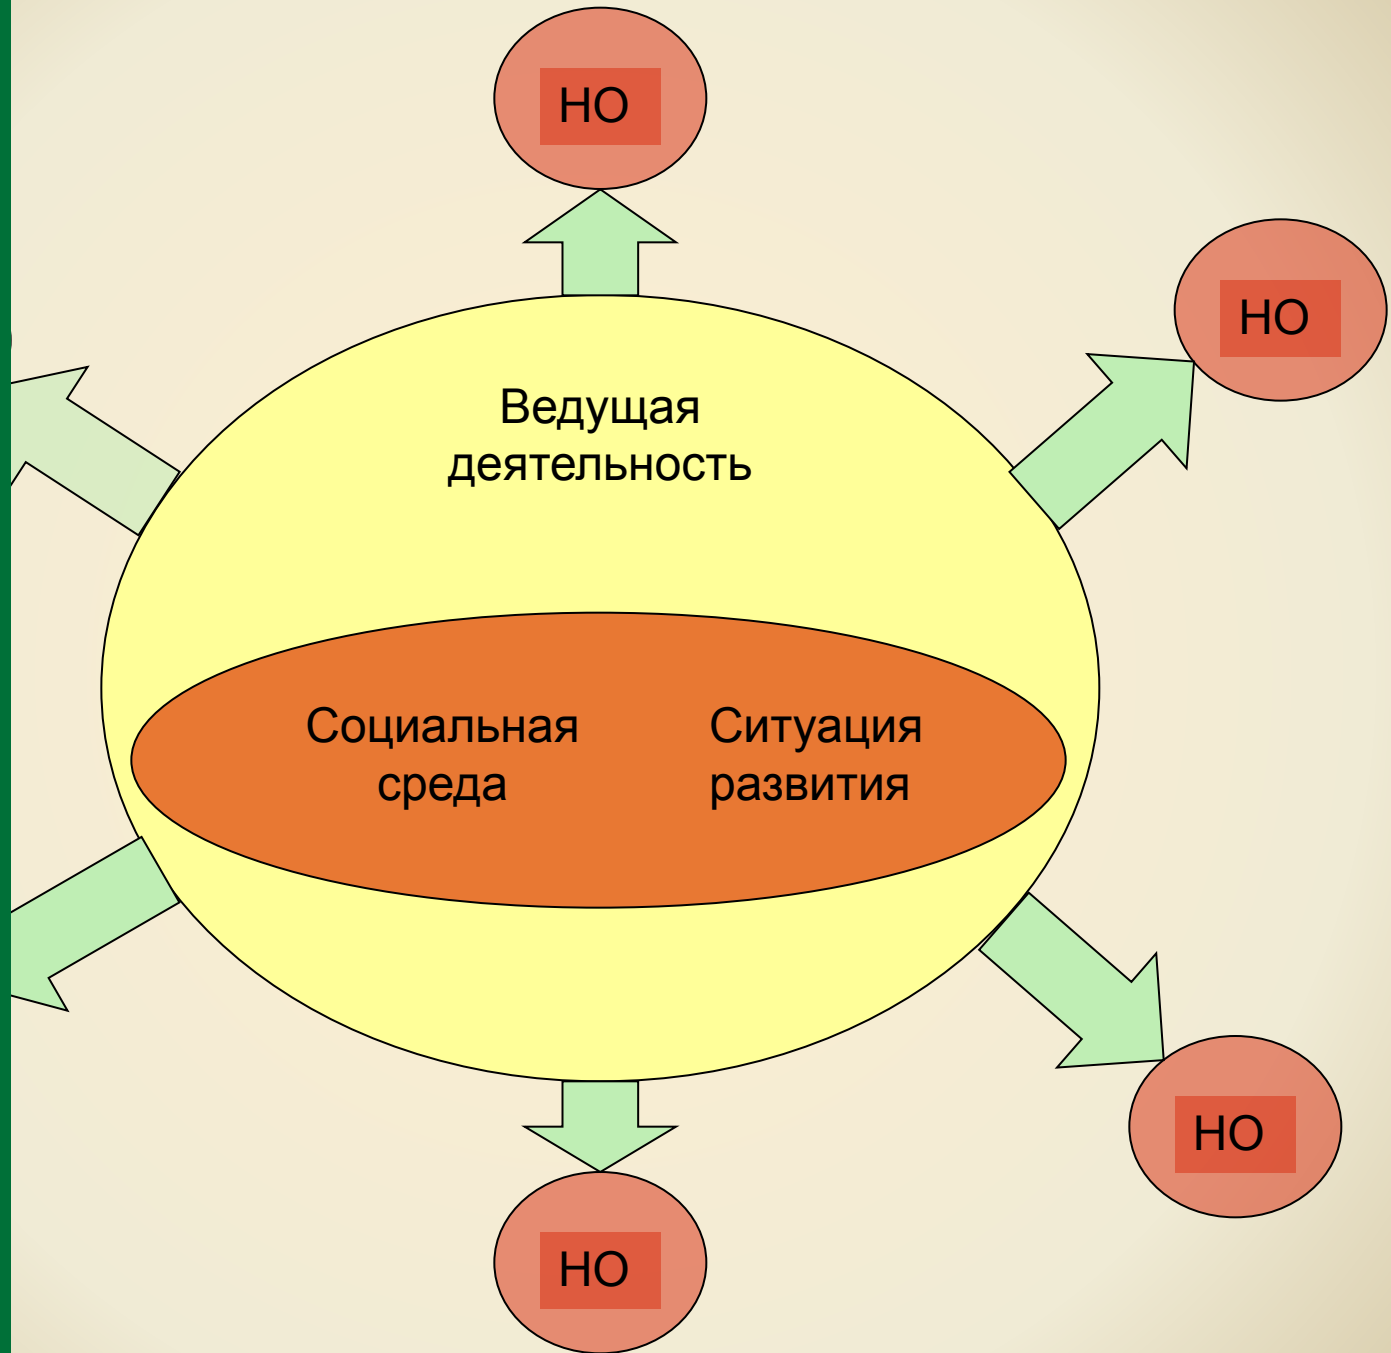 НО
НО
Ведущая
деятельность
Социальная
среда
Ситуация
развития
НО
НО